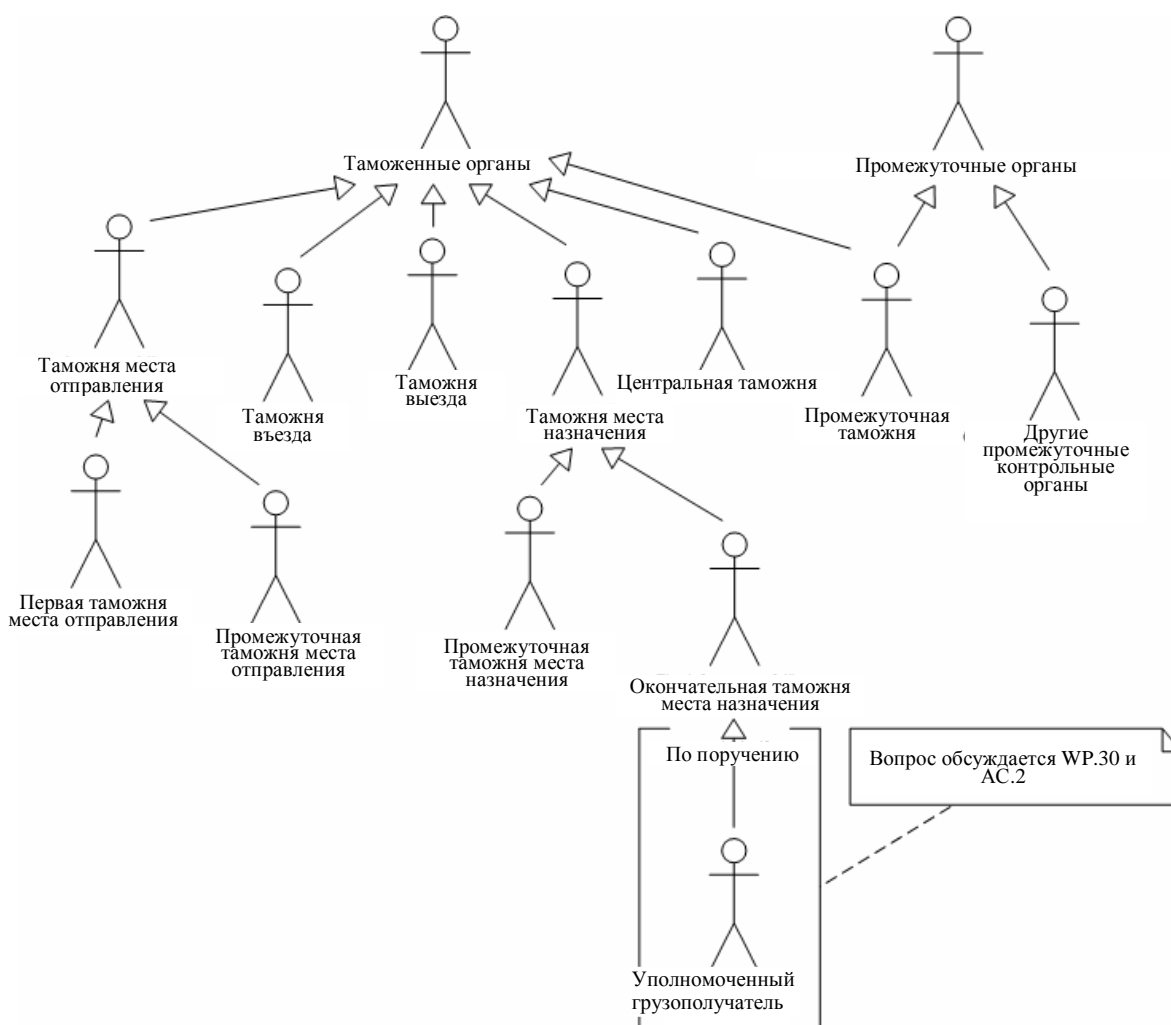 Таможенные органы
Промежуточные органы
Таможня места
отправления
Таможня
въезда
Таможня
выезда
Таможня места
назначения
Центральная таможня
Промежуточная
таможня
Другие
промежуточные
контрольные
органы
Первая таможня
места отправления
Промежуточная
таможня места
отправления
Промежуточная
таможня места
назначения
Окончательная таможня
места назначения
По поручению
Вопрос обсуждается WP.30 и
AC.2
Уполномоченный
грузополучатель